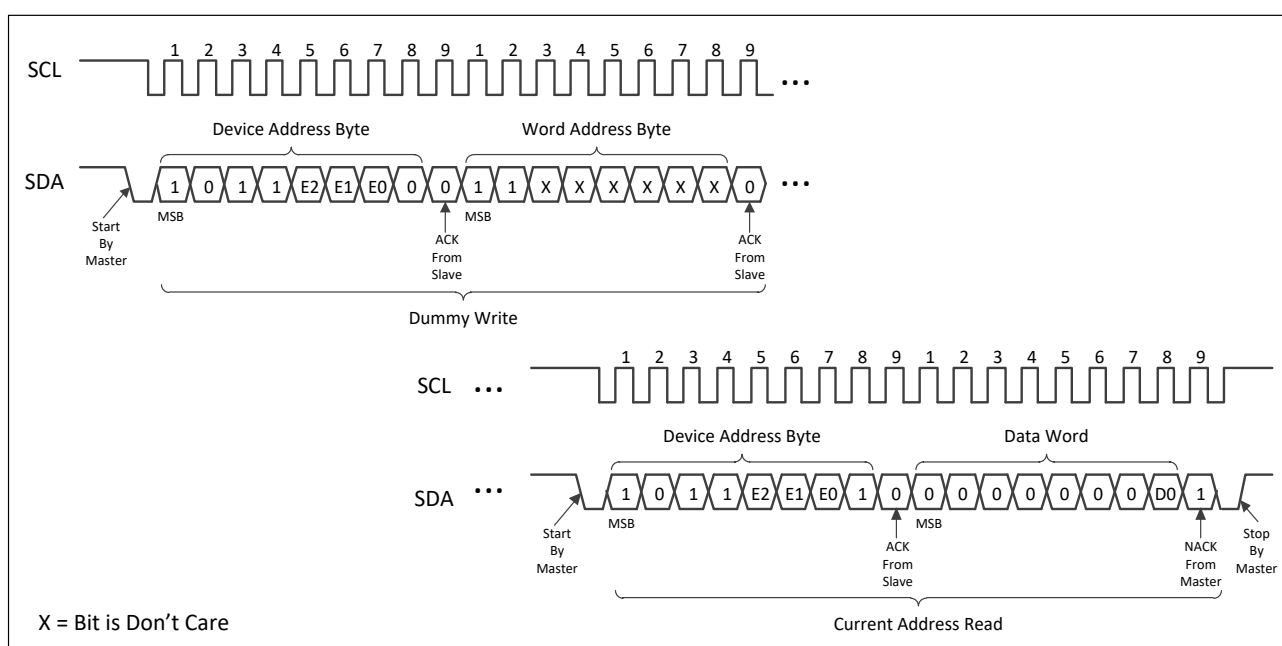 1 2 3 4 5 6 7 8 9 1 2 3 4 5 6 7 8 9
SCL ...
Device Address Byte Word Address Byte
SDA 1 0 1 1 E2 E1 E0 0 0 1 1 X X X X X X 0 ...
MSB MSB
Start
By
Master
ACK
From
Slave
ACK
From
Slave
Dummy Write
1 2 3 4 5 6 7 8 9 1 2 3 4 5 6 7 8 9
SCL ...
Device Address Byte Data Word
SDA ... 1 0 1 1 E2 E1 E0 1 0 0 0 0 0 0 0 0 D0 1
MSB MSB
Start
By
Master
ACK
From
Slave
NACK
From
Master
Stop
By
Master
X = Bit is Don’t Care
Current Address Read